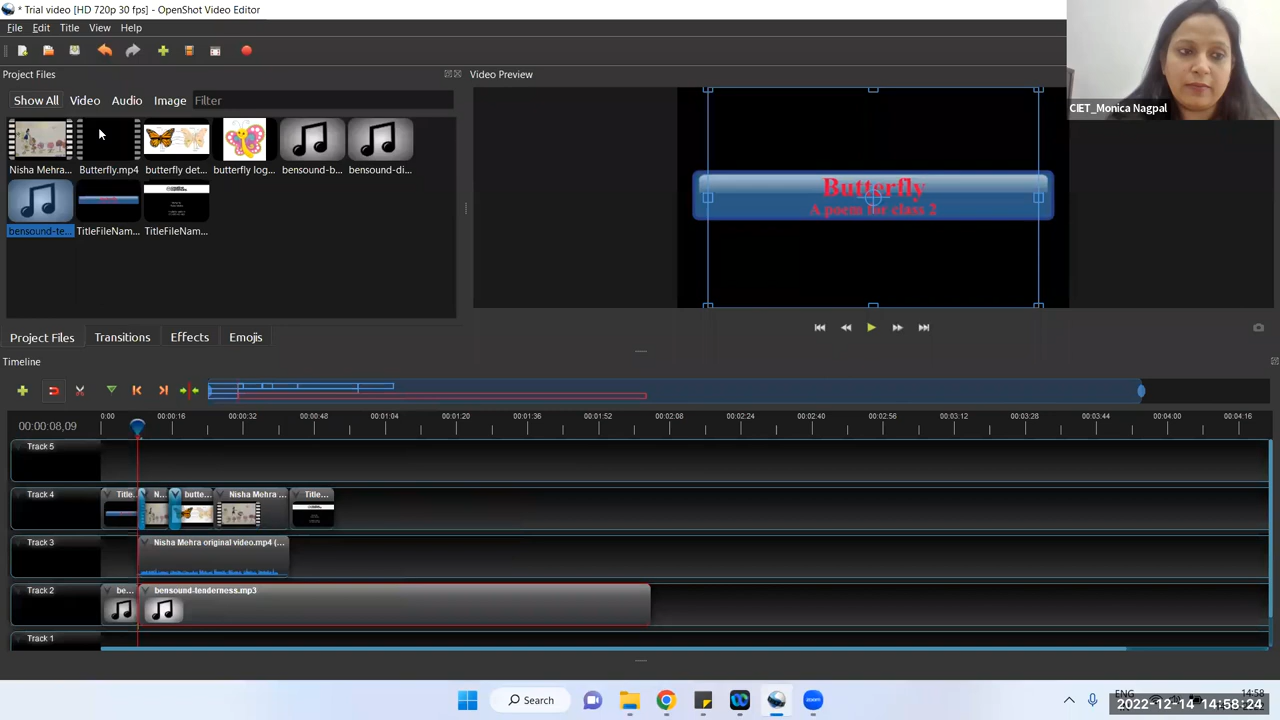 * Trial video [HD 720p 30 fps] - OpenShot Video Editor
File Edit Title View Help
CIET_Monica Nagpal
Project Files
Video Preview
Show All Video Audio Image Filter
Nisha Mehra... Butterfly.mp4 butterfly det... butterfly log... bensound-b... bensound-di...
bensound-te... TitleFileNam... TitleFileNam...
Butterfly
A poem for class 2
Project Files Transitions Effects Emojis
Timeline
00:00:08,09
0:00 00:00:16 00:00:32 00:00:48 00:01:04 00:01:20 00:01:36 00:01:52 00:02:08 00:02:24 00:02:40 00:02:56 00:03:12 00:03:28 00:03:44 00:04:00 00:04:16
Track 5
Track 4
Title... N... butte... Nisha Mehra ... Title...
Track 3
Nisha Mehra original video.mp4 (...
Track 2
be... bensound-tenderness.mp3
Track 1
Search
zoom
ENG
14:58
2022-12-14 14:58:24